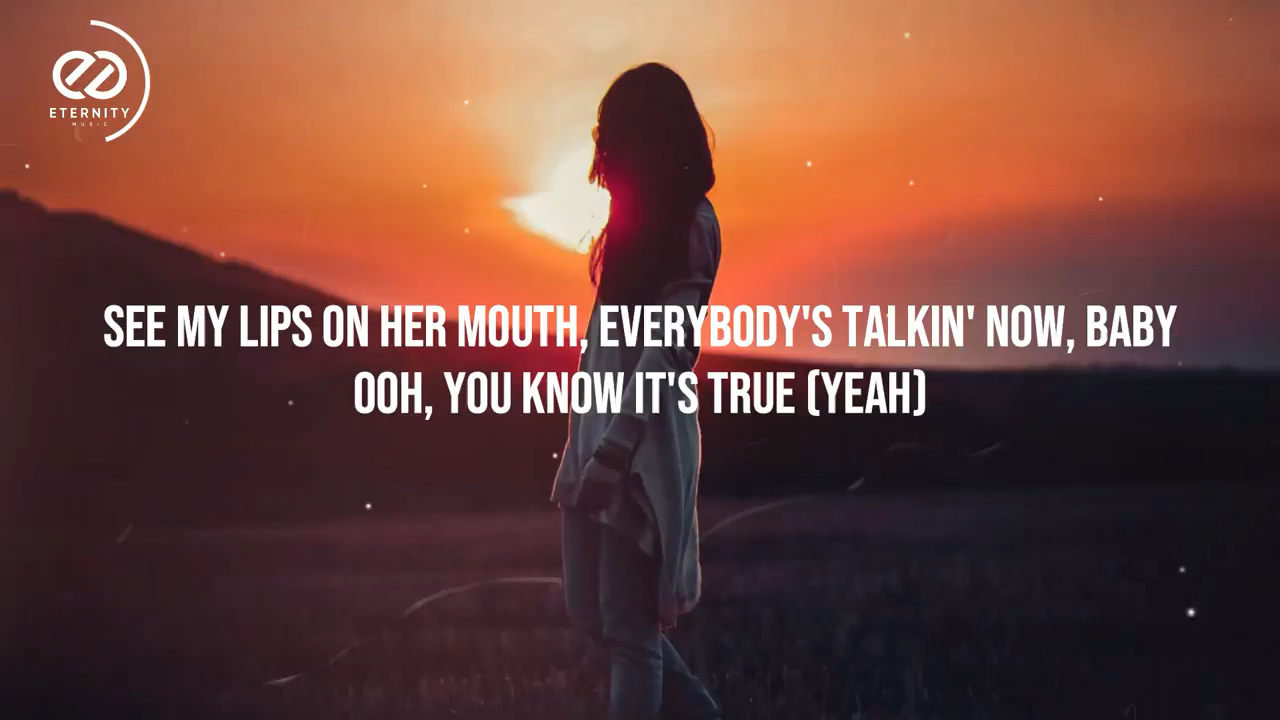 ETERNITY
MUSIC
SEE MY LIPS ON HER MOUTH, EVERYBODY'S TALKIN' NOW, BABY
OOH, YOU KNOW IT'S TRUE (YEAH)